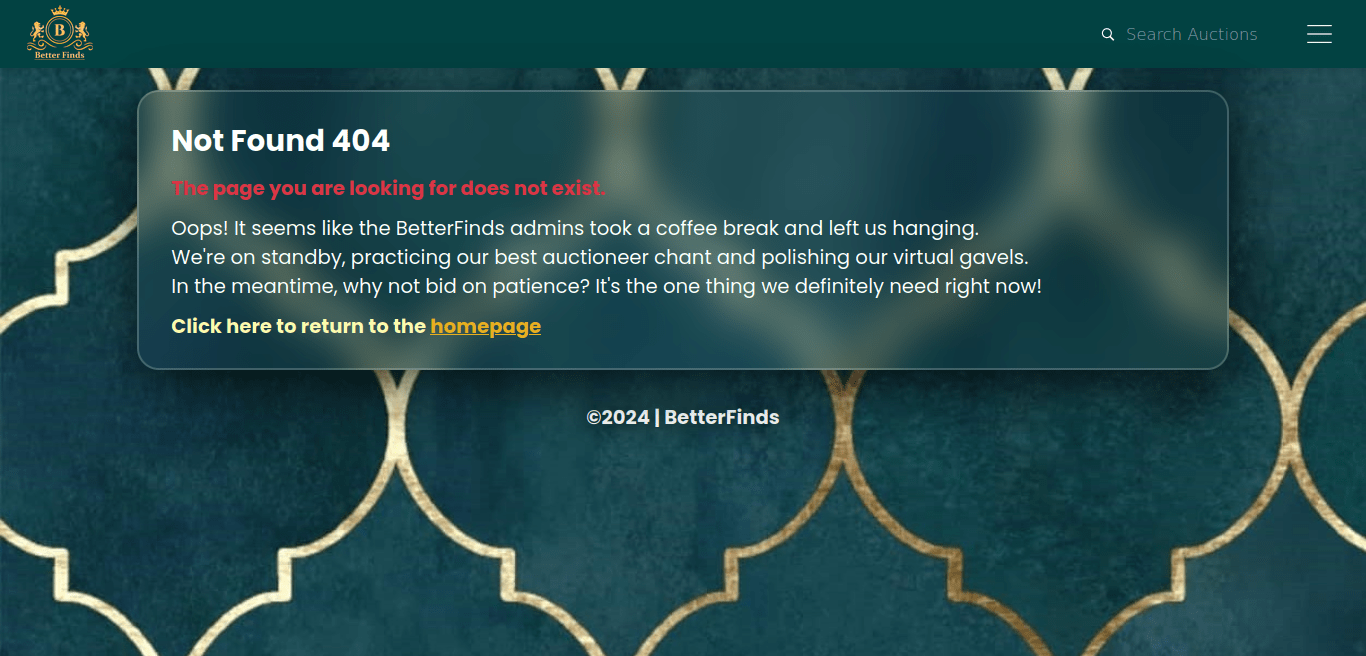 B
Better Finds
Search Auctions
Not Found 404
The page you are looking for does not exist.
Oops! It seems like the BetterFinds admins took a coffee break and left us hanging.
We're on standby, practicing our best auctioneer chant and polishing our virtual gavels.
In the meantime, why not bid on patience? It's the one thing we definitely need right now!
Click here to return to the homepage
©2024 | BetterFinds